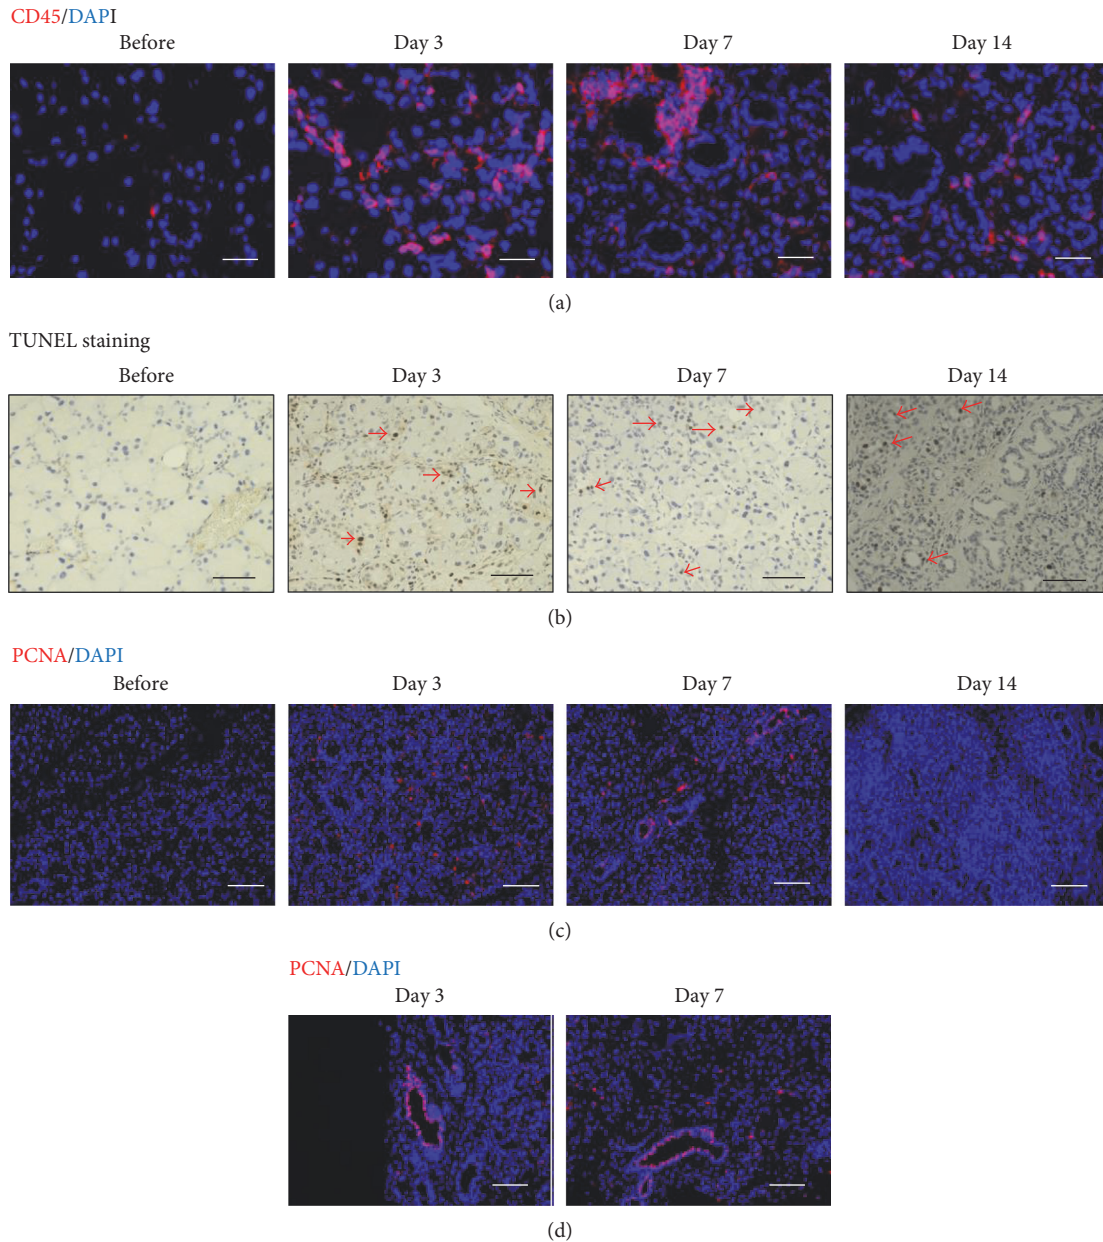 CD45/DAPI
Before Day 3 Day 7 Day 14
(a)
TUNEL staining
Before Day 3 Day 7 Day 14
(b)
PCNA/DAPI
Before Day 3 Day 7 Day 14
(c)
PCNA/DAPI
Day 3 Day 7
(d)